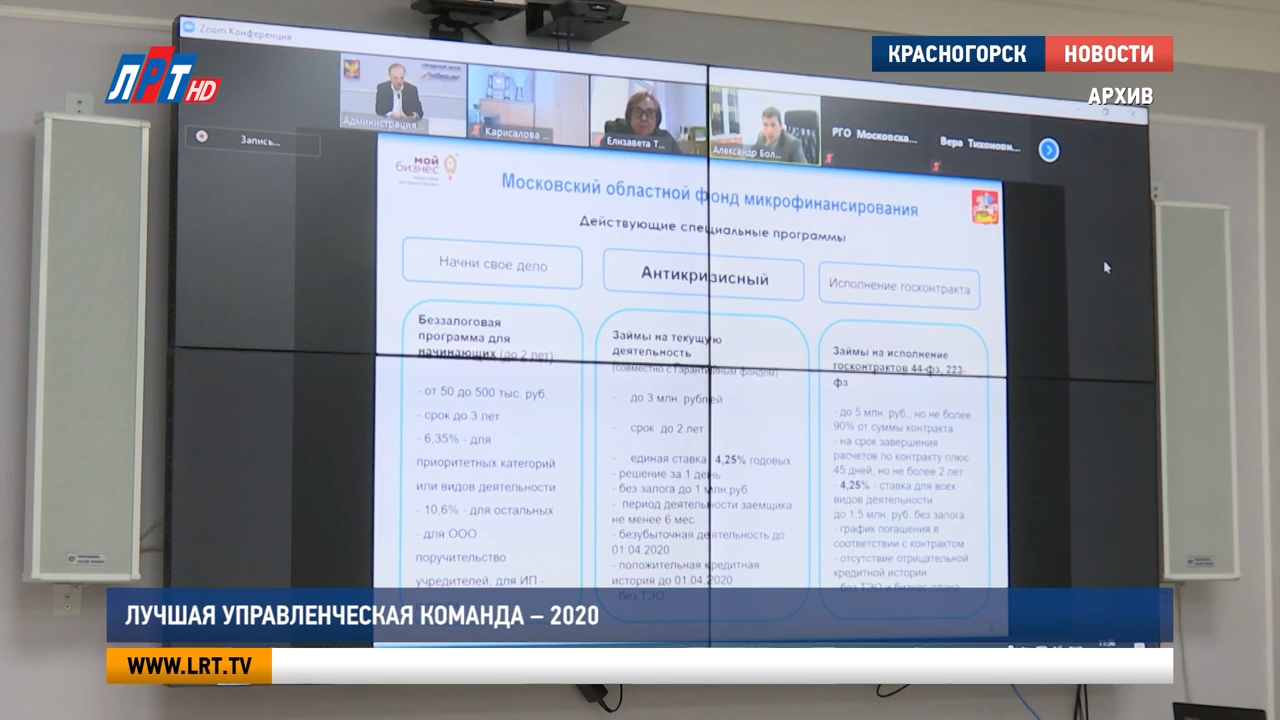 Zoom Конференция
ЛРТ HD
КРАСНОГОРСК НОВОСТИ
АРХИВ
Запись...
Администрация...
Карисалова ...
Елизавета Т...
Александр Бол...
РГО Московска...
Вера Тихоновн...
мой бизнес
Московский областной фонд микрофинансирования
Действующие специальные программы
Начни свое дело
Антикризисный
Исполнение госконтракта
Беззалоговая
программа для
начинающих (до 2 лет)
- от 50 до 500 тыс. руб.
- срок до 3 лет
- 6,35% - для
приоритетных категорий
или видов деятельности
- 10,6% - для остальных
- для ООО
поручительство
учредителей, для ИП -
Займы на текущую
деятельность
(совместно с Гарантийным фондом)
- до 3 млн. рублей
- срок до 2 лет
- единая ставка 4,25% годовых
- решение за 1 день
- без залога до 1 млн.руб.
- период деятельности заемщика
не менее 6 мес.
- безубыточная деятельность до
01.04.2020
- положительная кредитная
история до 01.04.2020
- без ТЭО
Займы на исполнение
госконтрактов 44-фз, 223-
фз
- до 5 млн. руб., но не более
90% от суммы контракта
- на срок завершения
расчетов по контракту плюс
45 дней, но не более 2 лет
- 4,25% - ставка для всех
видов деятельности
до 1,5 млн. руб. без залога
- график погашения в
соответствии с контрактом
- отсутствие отрицательной
кредитной истории
- без ТЭО и бизнес-плана
ЛУЧШАЯ УПРАВЛЕНЧЕСКАЯ КОМАНДА – 2020
WWW.LRT.TV